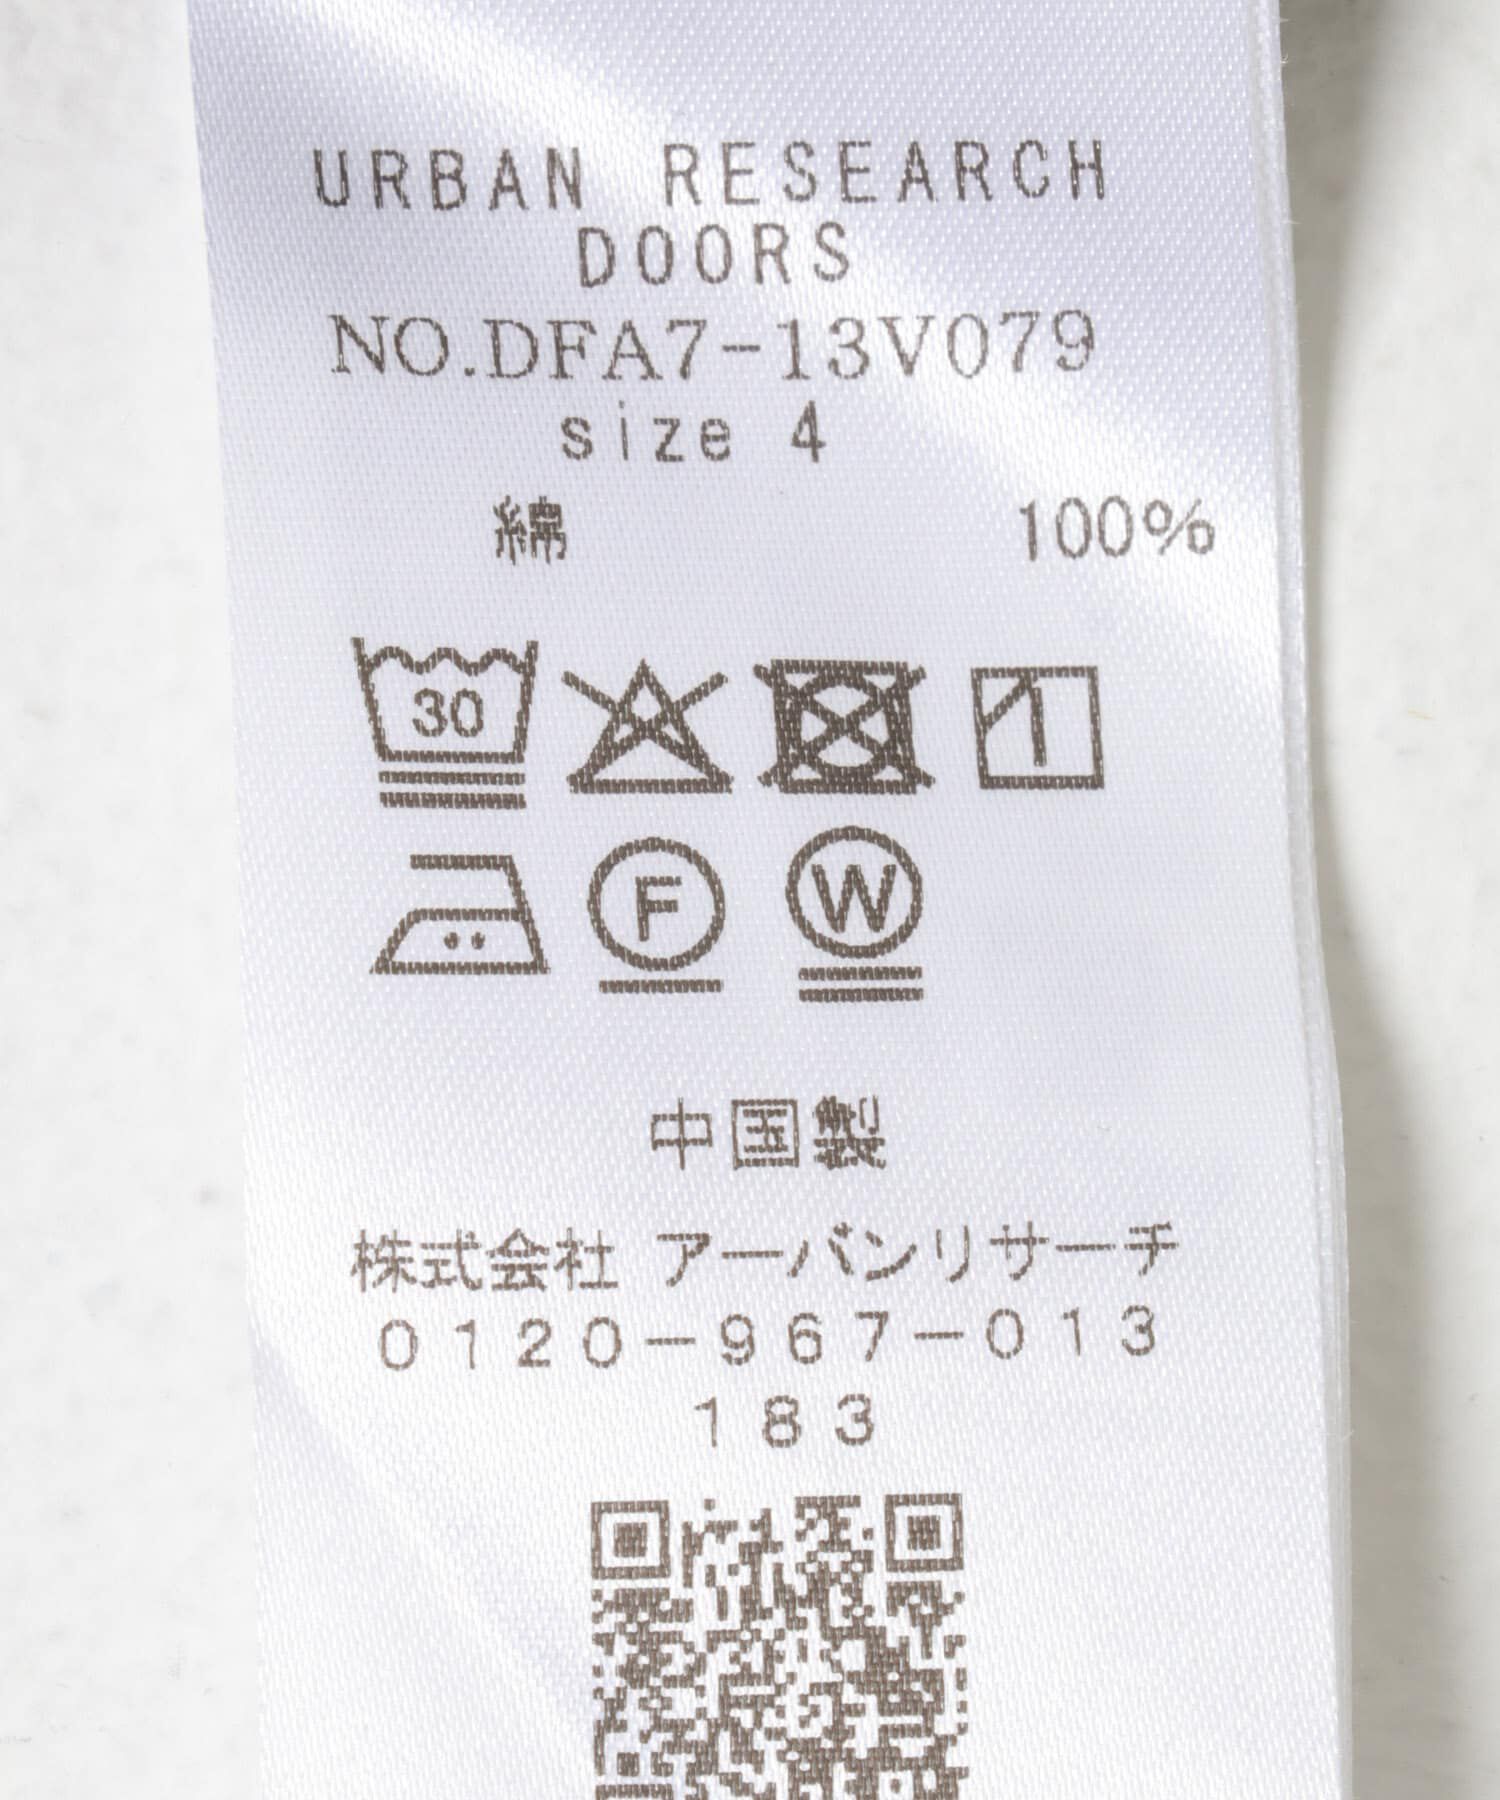 URBAN RESEARCH
DOORS
NO.DFA7-13V079
size 4
綿 100%
30
F W
中国製
株式会社 アーバンリサーチ
0120-967-013
183